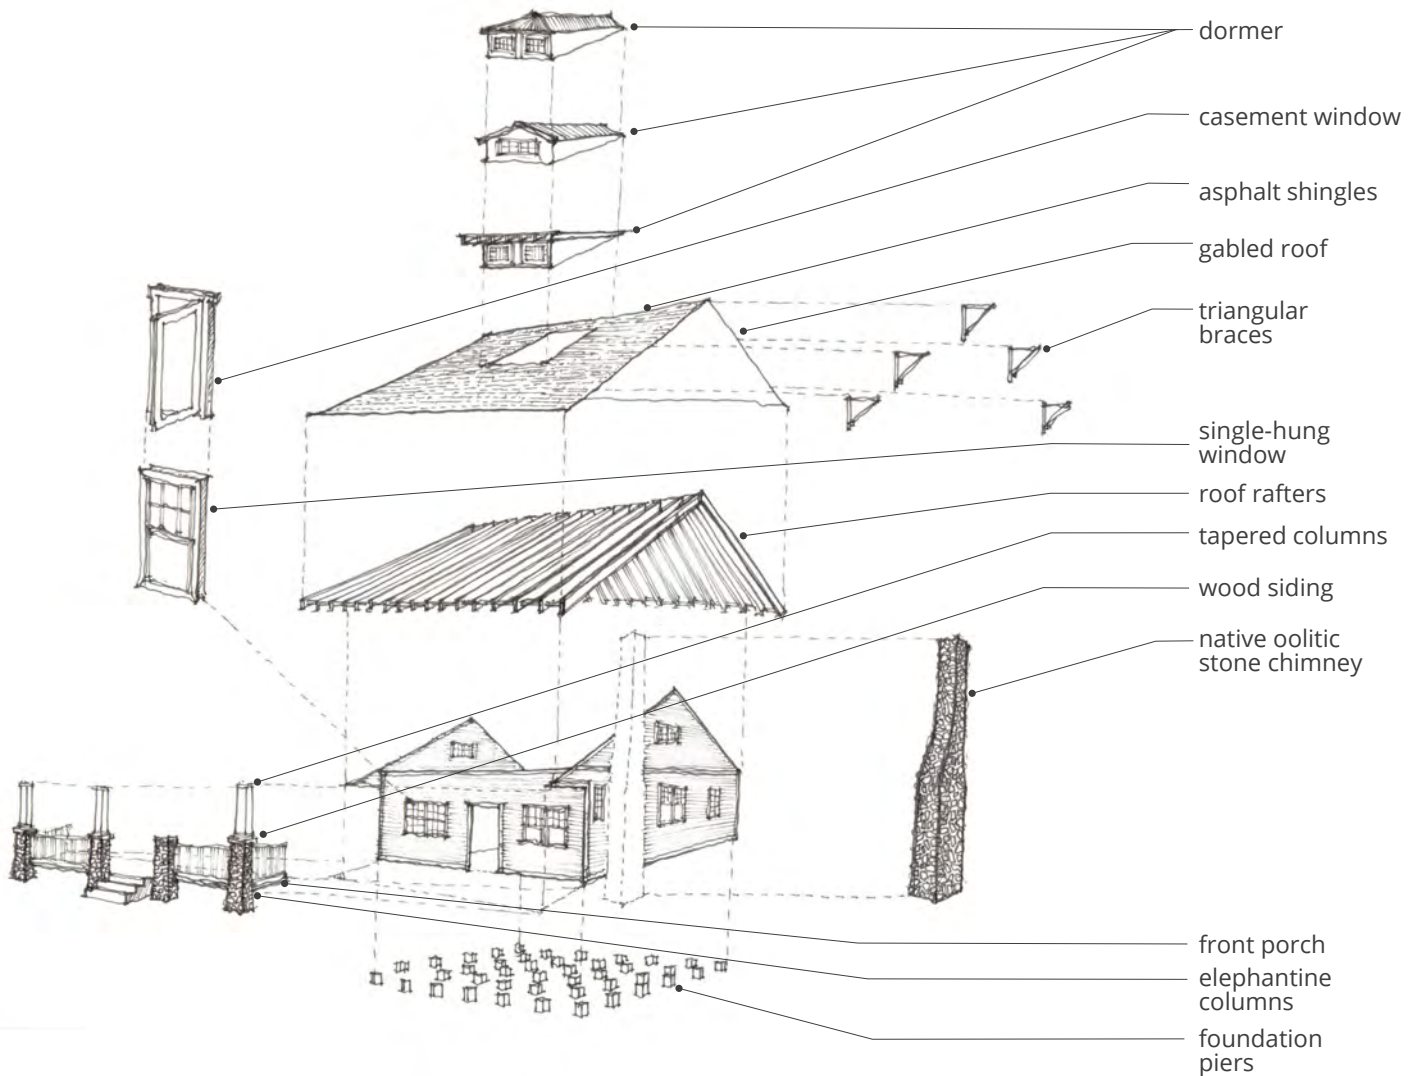 dormer
casement window
asphalt shingles
gabled roof
triangular
braces
single-hung
window
roof rafters
tapered columns
wood siding
native oolitic
stone chimney
front porch
elephantine
columns
foundation
piers